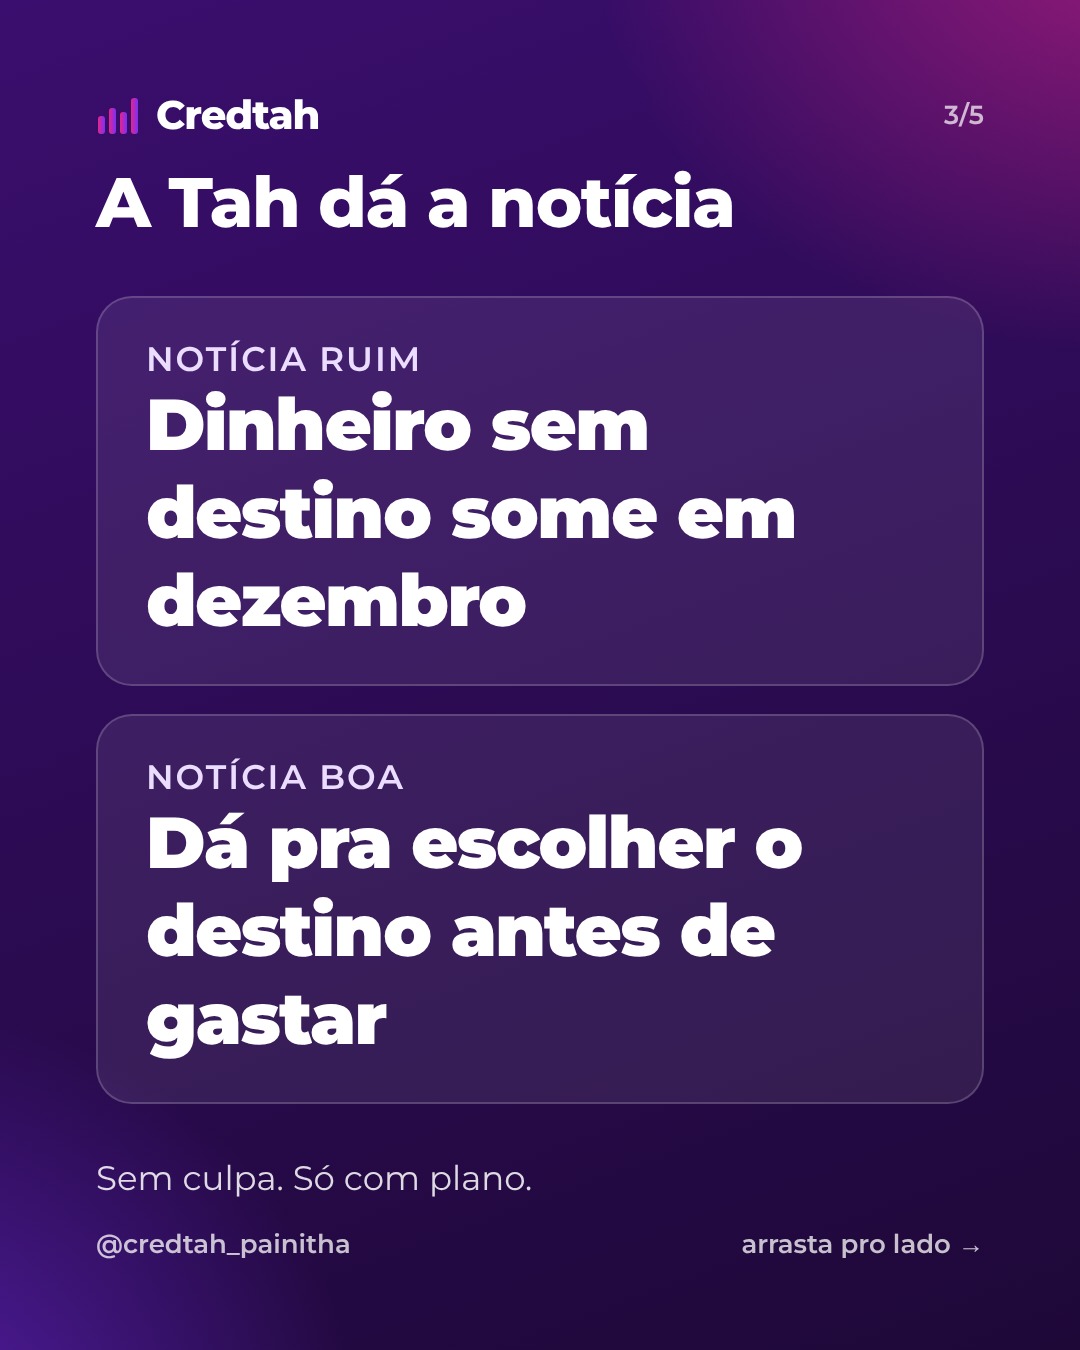 Credtah
3/5
A Tah dá a notícia
NOTÍCIA RUIM
Dinheiro sem
destino some em
dezembro
NOTÍCIA BOA
Dá pra escolher o
destino antes de
gastar
Sem culpa. Só com plano.
@credtah_painitha
arrasta pro lado →